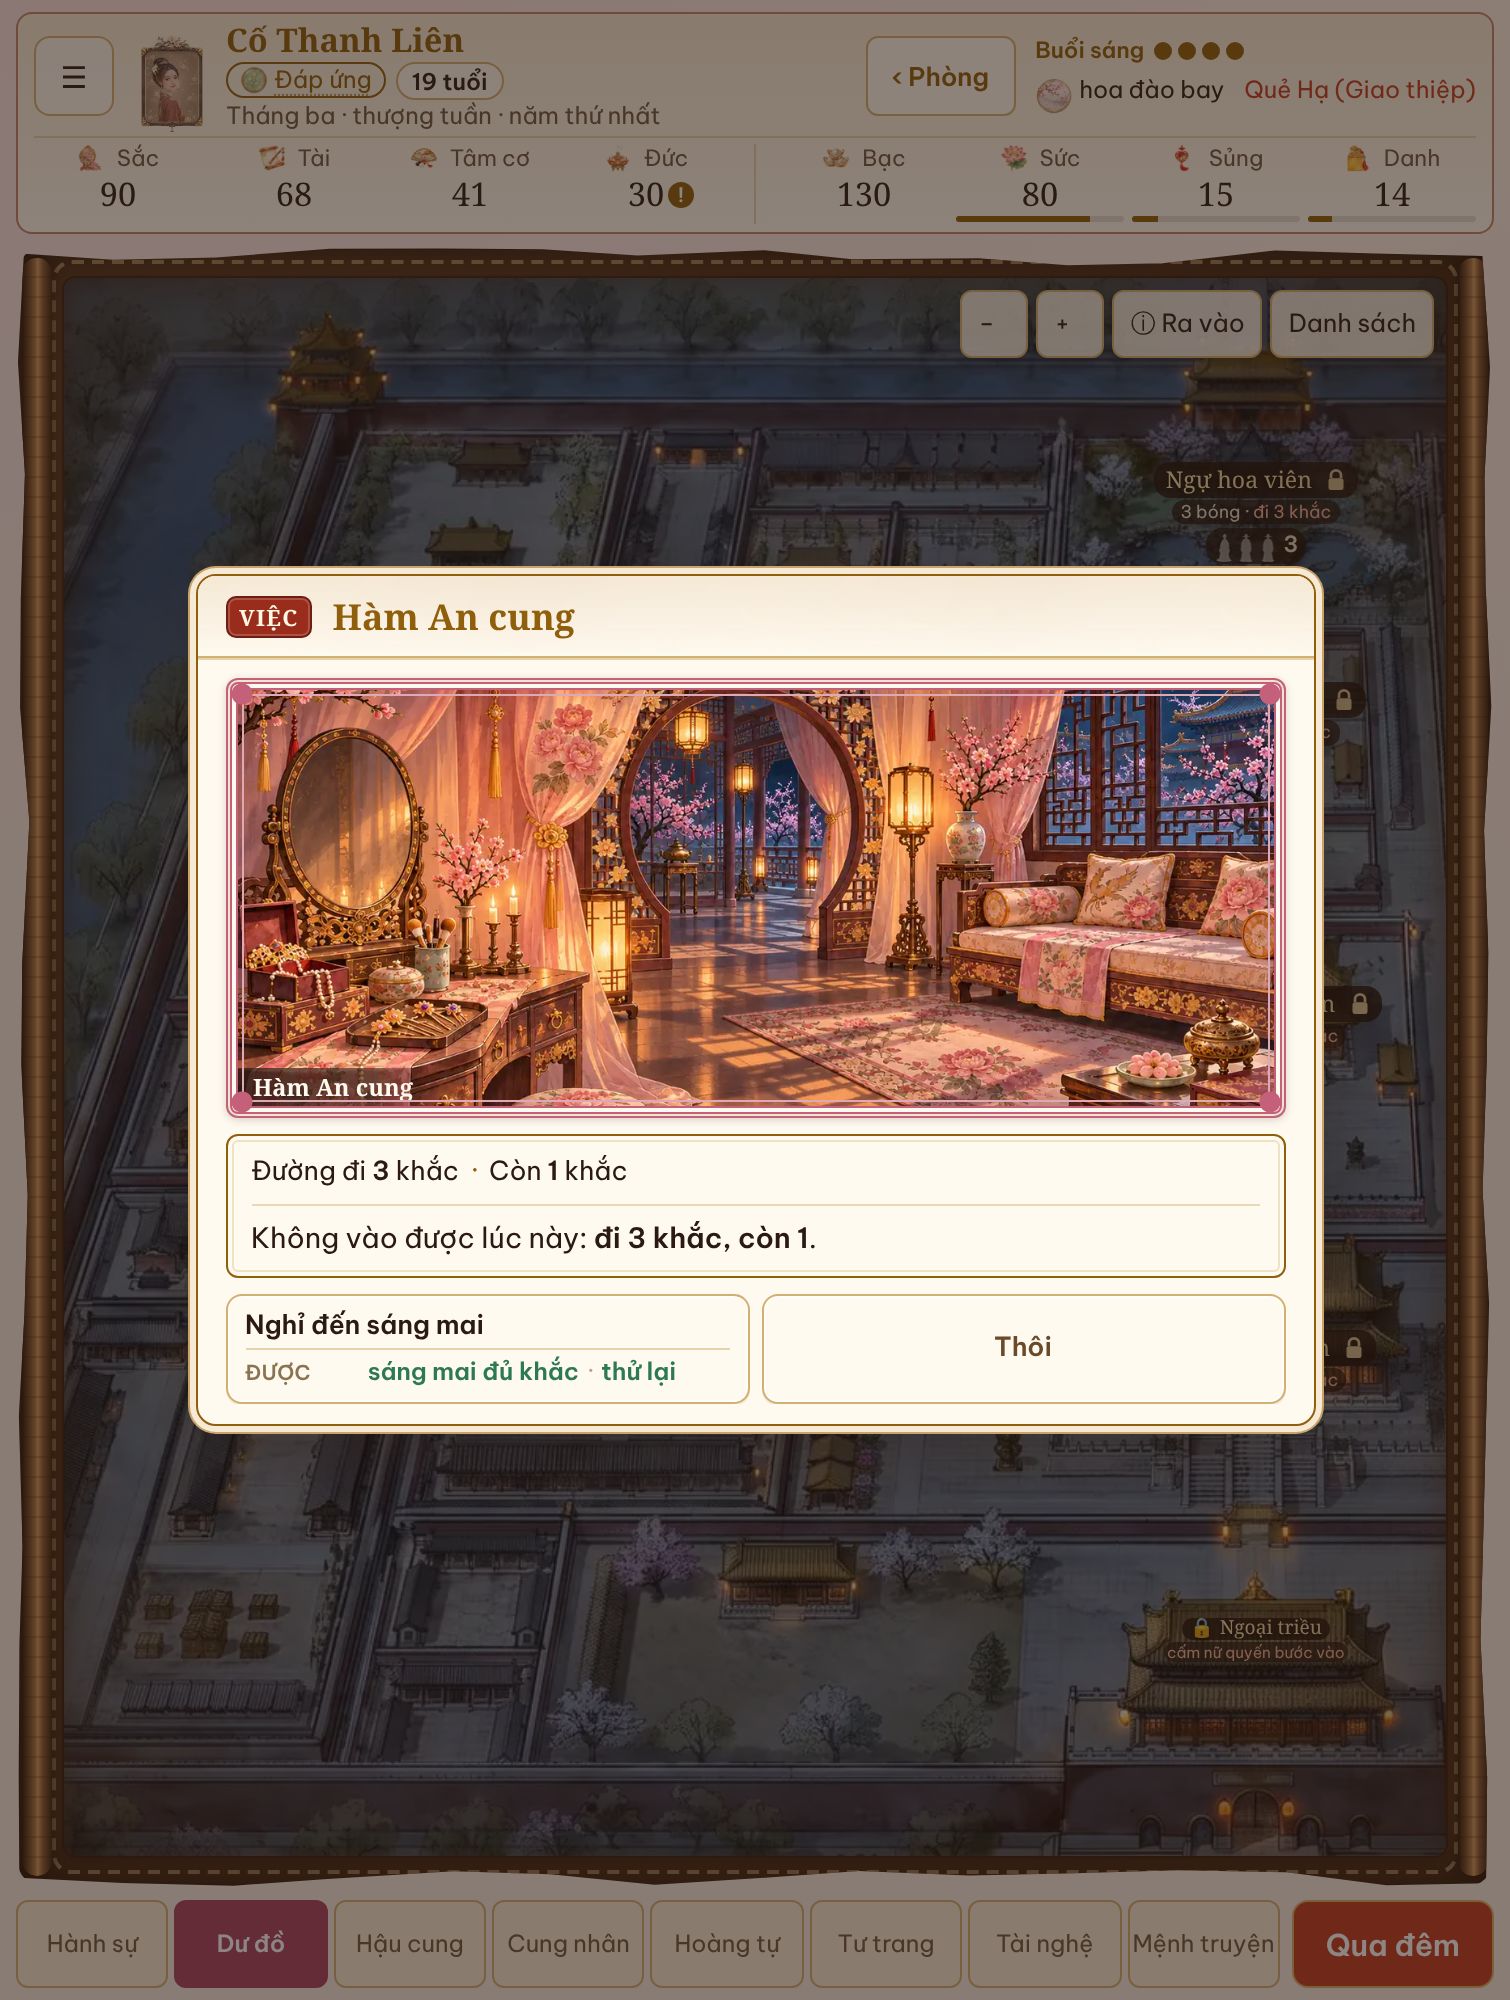 Cố Thanh Liên
Đáp ứng 19 tuổi
Tháng ba · thượng tuần · năm thứ nhất
‹ Phòng
Buổi sáng
hoa đào bay Quẻ Hạ (Giao thiệp)
Sắc Tài Tâm cơ Đức Bạc Sức Sủng Danh
90 68 41 30 ! 130 80 15 14
− + ⓘ Ra vào Danh sách
Ngự hoa viên
3 bóng · đi 3 khắc
3
VIỆC Hàm An cung
Hàm An cung
Đường đi 3 khắc · Còn 1 khắc
Không vào được lúc này: đi 3 khắc, còn 1.
Nghỉ đến sáng mai
ĐƯỢC sáng mai đủ khắc · thử lại
Thôi
Ngoại triều
cấm nữ quyến bước vào
Hành sự Dư đồ Hậu cung Cung nhân Hoàng tự Tư trang Tài nghệ Mệnh truyện Qua đêm